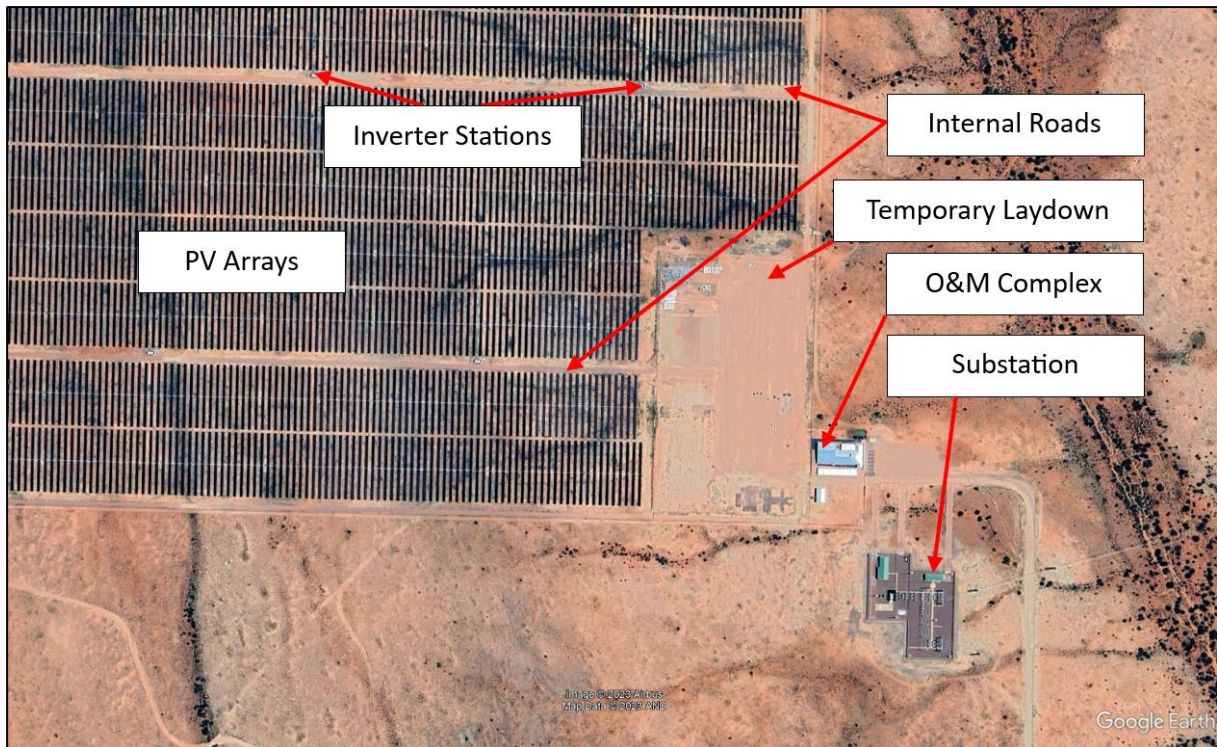 Inverter Stations
Internal Roads
Temporary Laydown
PV Arrays
O&M Complex
Substation
Image © 2023 Airbus
Map Data © 2023 AND
Google Earth